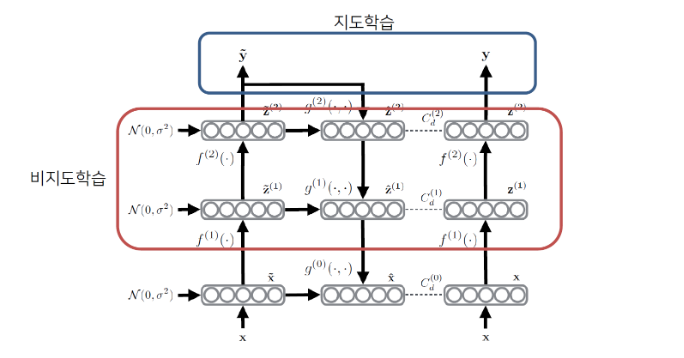 지도학습
ỹ y
z̃⁽²⁾ g⁽²⁾(·,·) ẑ⁽²⁾ C_d⁽²⁾ z⁽²⁾
𝒩(0, σ²)
f⁽²⁾(·) f⁽²⁾(·)
비지도학습
z̃⁽¹⁾ g⁽¹⁾(·,·) ẑ⁽¹⁾ C_d⁽¹⁾ z⁽¹⁾
𝒩(0, σ²)
f⁽¹⁾(·) f⁽¹⁾(·)
x̃ g⁽⁰⁾(·,·) x̂ C_d⁽⁰⁾ x
𝒩(0, σ²)
x x